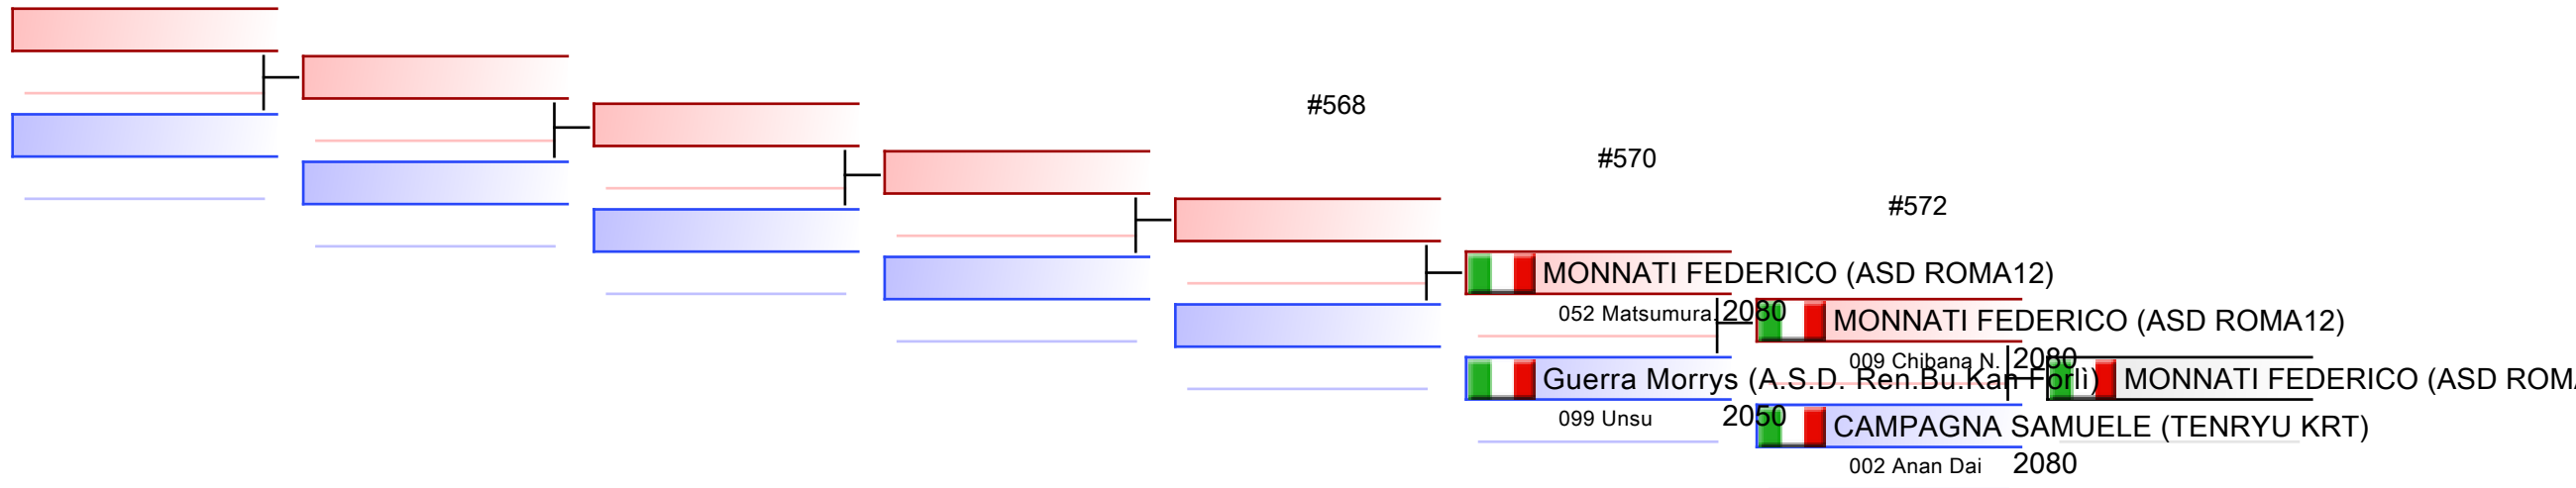 #568
#570
#572
MONNATI FEDERICO (ASD ROMA12)
052 Matsumura. 2080
MONNATI FEDERICO (ASD ROMA12)
009 Chibana N. 2080
Guerra Morrys (A.S.D. Ren.Bu.Kan Forlì)
MONNATI FEDERICO (ASD ROM
099 Unsu 2050
CAMPAGNA SAMUELE (TENRYU KRT)
002 Anan Dai 2080